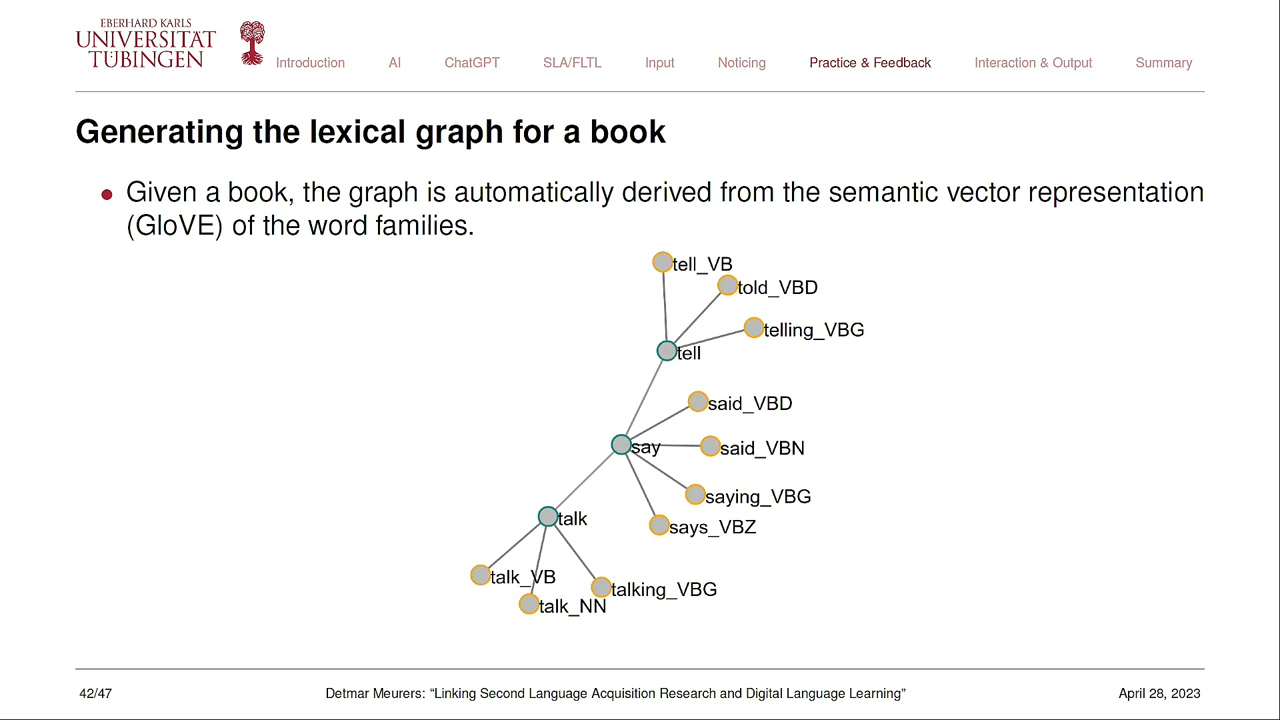 EBERHARD KARLS
UNIVERSITÄT
TÜBINGEN
Introduction AI ChatGPT SLA/FLTL Input Noticing Practice & Feedback Interaction & Output Summary
Generating the lexical graph for a book
Given a book, the graph is automatically derived from the semantic vector representation
(GloVE) of the word families.
tell_VB
told_VBD
telling_VBG
tell
said_VBD
say
said_VBN
saying_VBG
talk
says_VBZ
talk_VB
talking_VBG
talk_NN
42/47 Detmar Meurers: “Linking Second Language Acquisition Research and Digital Language Learning” April 28, 2023